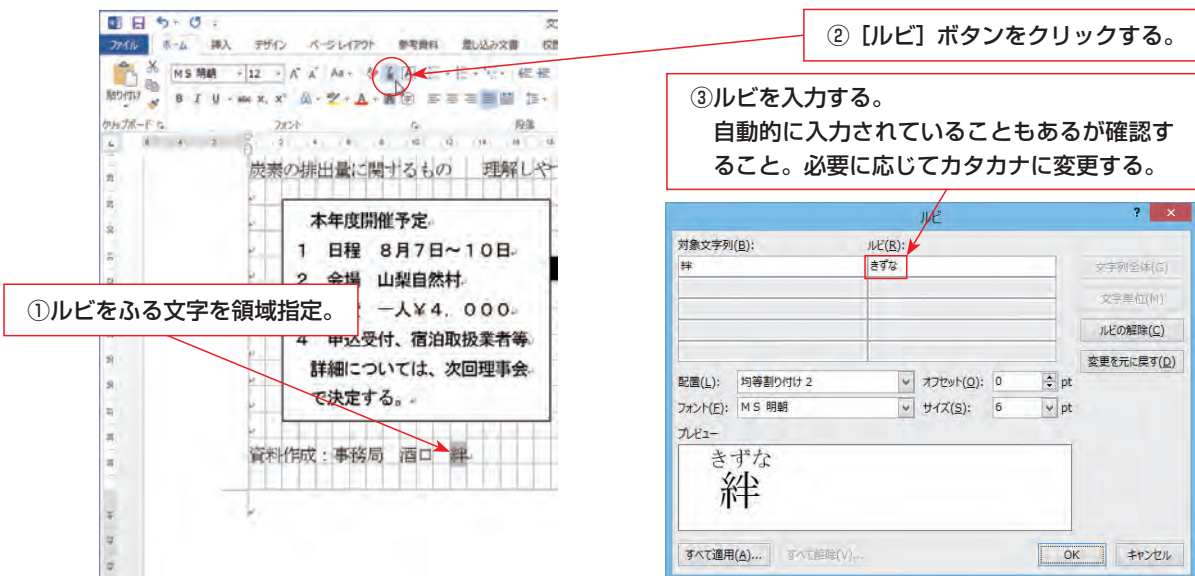 ファイル ホーム 挿入 デザイン ページ レイアウト 参考資料 差し込み文書
MS 明朝 12
貼り付け
クリップボード フォント 段落
炭素の排出量に関するもの 理解しや
本年度開催予定
1 日程 8月7日~10日
2 会場 山梨自然村
一人¥4,000
4 申込受付、宿泊取扱業者等
詳細については、次回理事会
で決定する。
資料作成:事務局 酒口 絆
①ルビをふる文字を領域指定。
②[ルビ]ボタンをクリックする。
③ルビを入力する。
自動的に入力されていることもあるが確認す
ること。必要に応じてカタカナに変更する。
ルビ
対象文字列(B): ルビ(R):
絆 きずな
文字列全体(G)
文字単位(M)
ルビの解除(C)
変更を元に戻す(D)
配置(L): 均等割り付け 2 オフセット(O): 0 pt
フォント(F): MS 明朝 サイズ(S): 6 pt
プレビュー
きずな
絆
すべて適用(A)... すべて解除(V)... OK キャンセル